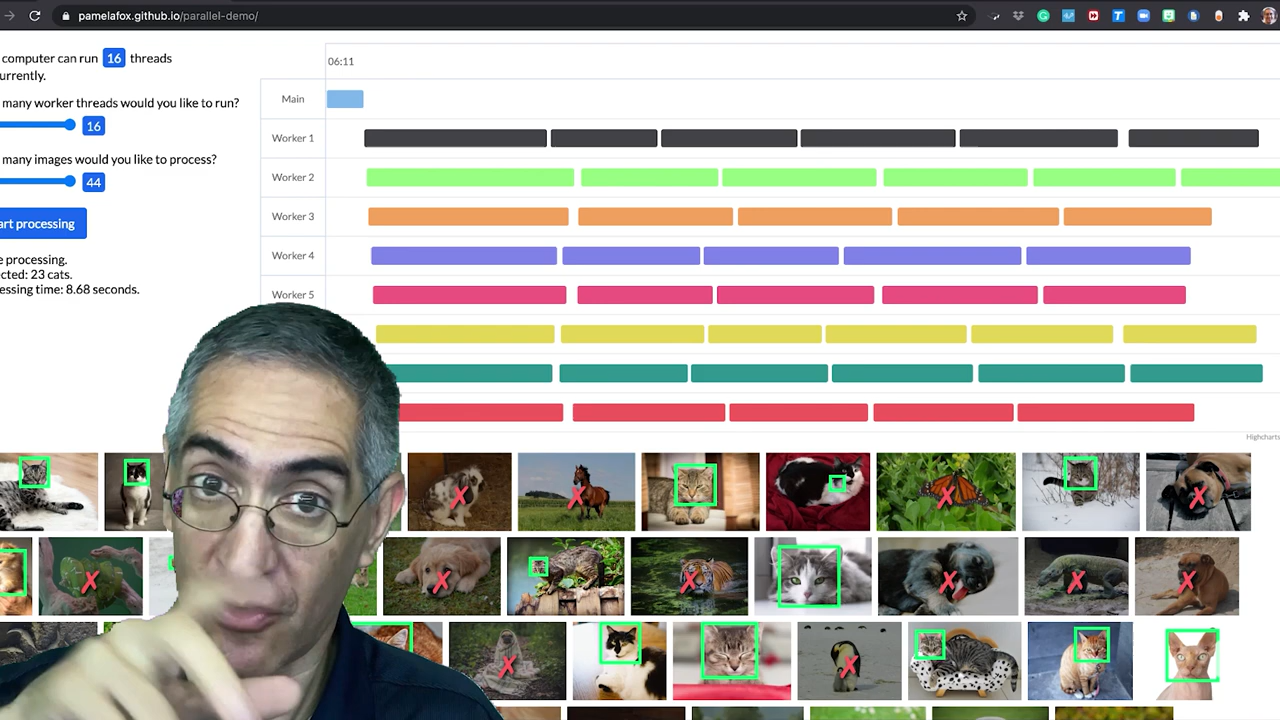 pamelafox.github.io/parallel-demo/
computer can run 16 threads
urrently.
many worker threads would you like to run?
16
many images would you like to process?
44
art processing
e processing.
cted: 23 cats.
essing time: 8.68 seconds.
06:11
Main
Worker 1
Worker 2
Worker 3
Worker 4
Worker 5
Highcharts